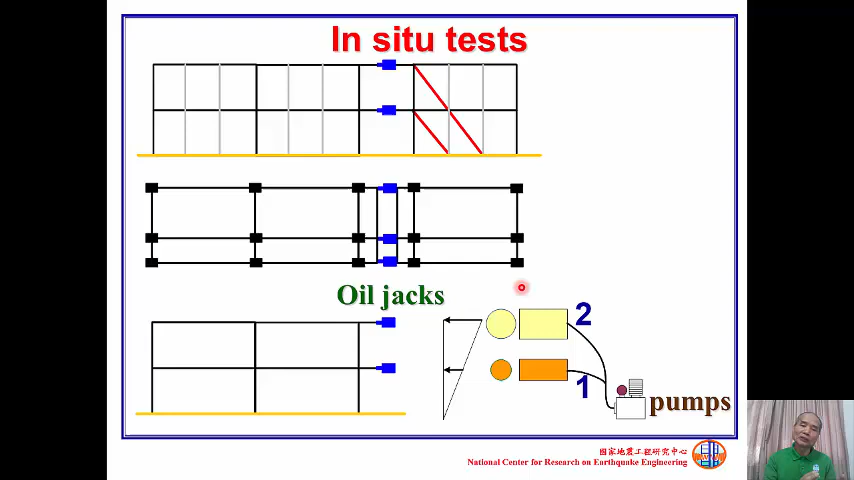 In situ tests
Oil jacks
2
1
pumps
國家地震工程研究中心
National Center for Research on Earthquake Engineering